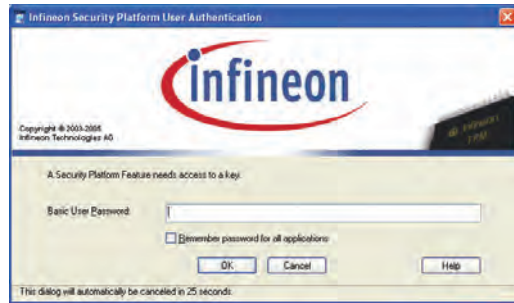 Infineon Security Platform User Authentication
infineon
Copyright © 2003-2005
Infineon Technologies AG
A Security Platform Feature needs access to a key.
Basic User Password:
Remember password for all applications
OK Cancel Help
This dialog will automatically be canceled in 25 seconds.